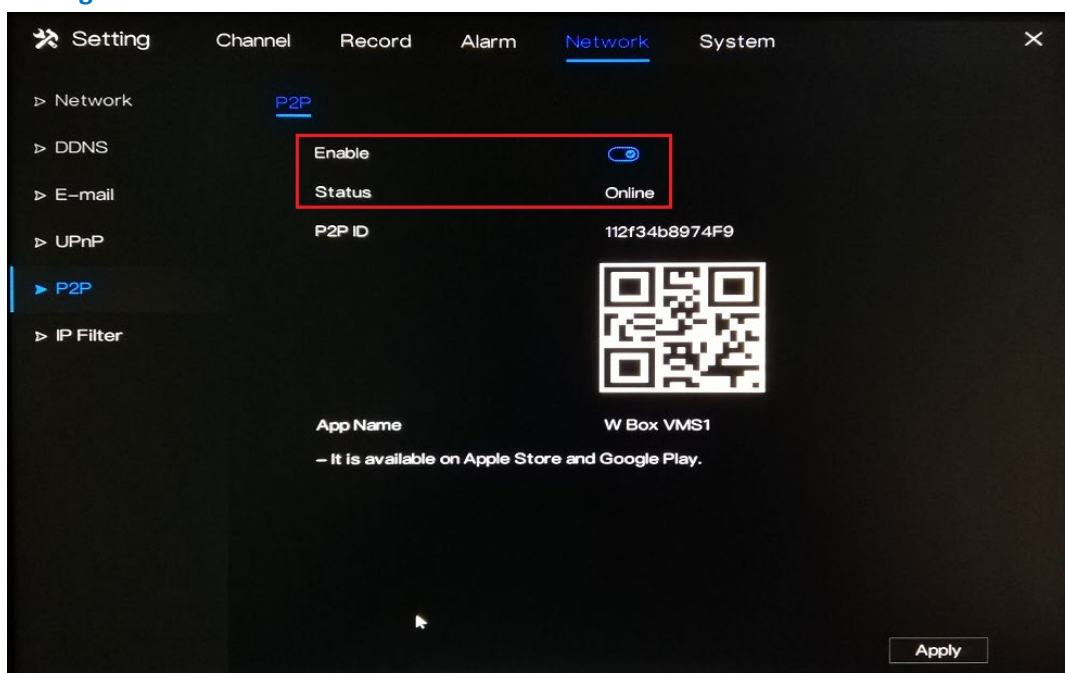 Setting Channel Record Alarm Network System
Network
DDNS
E-mail
UPnP
P2P
IP Filter
P2P
Enable
Status Online
P2P ID 112f34b8974F9
App Name W Box VMS1
– It is available on Apple Store and Google Play.
Apply